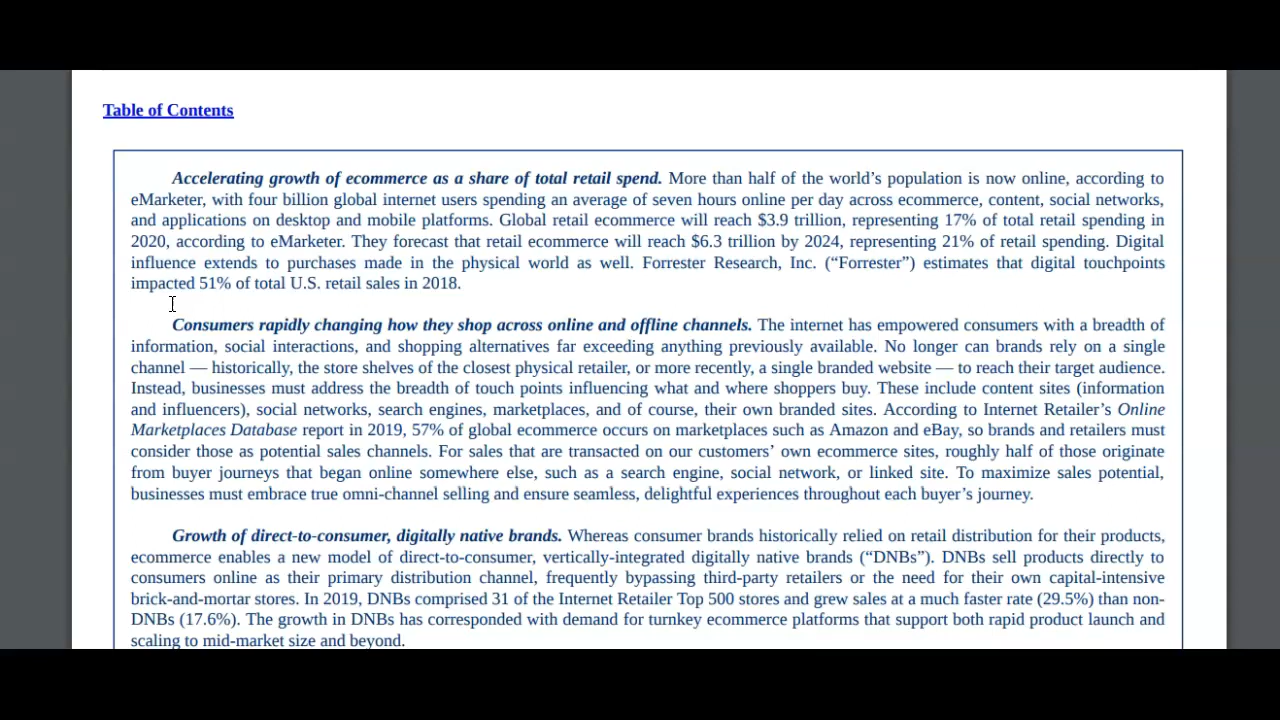 Table of Contents
Accelerating growth of ecommerce as a share of total retail spend. More than half of the world’s population is now online, according to
eMarketer, with four billion global internet users spending an average of seven hours online per day across ecommerce, content, social networks,
and applications on desktop and mobile platforms. Global retail ecommerce will reach $3.9 trillion, representing 17% of total retail spending in
2020, according to eMarketer. They forecast that retail ecommerce will reach $6.3 trillion by 2024, representing 21% of retail spending. Digital
influence extends to purchases made in the physical world as well. Forrester Research, Inc. (“Forrester”) estimates that digital touchpoints
impacted 51% of total U.S. retail sales in 2018.
Consumers rapidly changing how they shop across online and offline channels. The internet has empowered consumers with a breadth of
information, social interactions, and shopping alternatives far exceeding anything previously available. No longer can brands rely on a single
channel — historically, the store shelves of the closest physical retailer, or more recently, a single branded website — to reach their target audience.
Instead, businesses must address the breadth of touch points influencing what and where shoppers buy. These include content sites (information
and influencers), social networks, search engines, marketplaces, and of course, their own branded sites. According to Internet Retailer’s Online
Marketplaces Database report in 2019, 57% of global ecommerce occurs on marketplaces such as Amazon and eBay, so brands and retailers must
consider those as potential sales channels. For sales that are transacted on our customers’ own ecommerce sites, roughly half of those originate
from buyer journeys that began online somewhere else, such as a search engine, social network, or linked site. To maximize sales potential,
businesses must embrace true omni-channel selling and ensure seamless, delightful experiences throughout each buyer’s journey.
Growth of direct-to-consumer, digitally native brands. Whereas consumer brands historically relied on retail distribution for their products,
ecommerce enables a new model of direct-to-consumer, vertically-integrated digitally native brands (“DNBs”). DNBs sell products directly to
consumers online as their primary distribution channel, frequently bypassing third-party retailers or the need for their own capital-intensive
brick-and-mortar stores. In 2019, DNBs comprised 31 of the Internet Retailer Top 500 stores and grew sales at a much faster rate (29.5%) than non-
DNBs (17.6%). The growth in DNBs has corresponded with demand for turnkey ecommerce platforms that support both rapid product launch and
scaling to mid-market size and beyond.